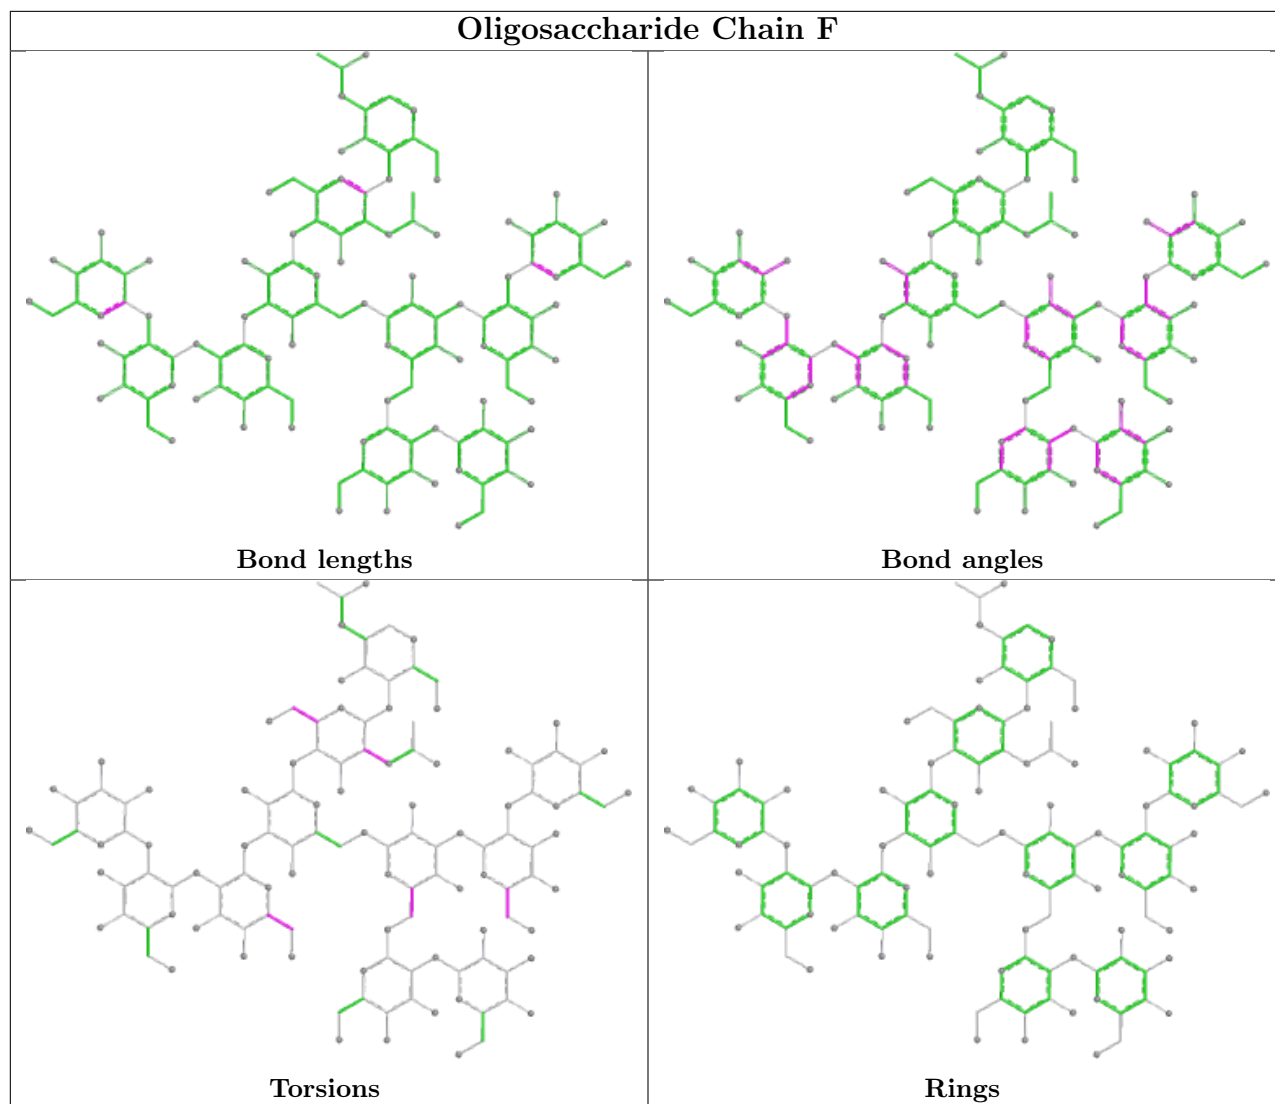 Oligosaccharide Chain F
Bond lengths
Bond angles
Torsions
Rings